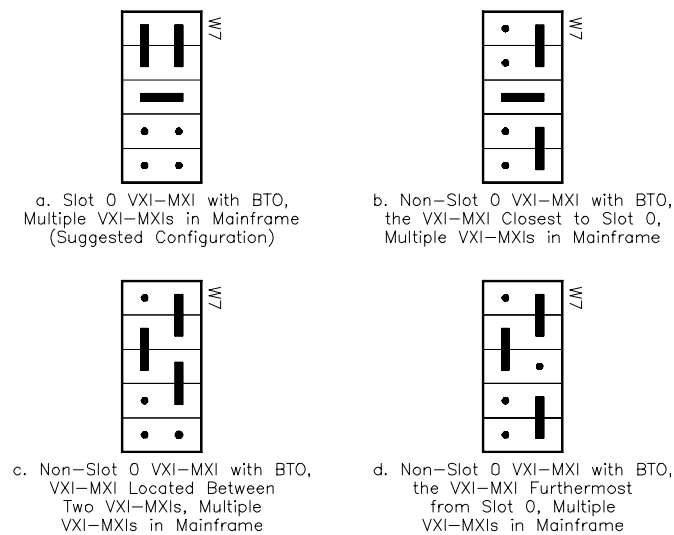 W7
a. Slot 0 VXI-MXI with BTO,
Multiple VXI-MXIs in Mainframe
(Suggested Configuration)
W7
b. Non-Slot 0 VXI-MXI with BTO,
the VXI-MXI Closest to Slot 0,
Multiple VXI-MXIs in Mainframe
W7
c. Non-Slot 0 VXI-MXI with BTO,
VXI-MXI Located Between
Two VXI-MXIs, Multiple
VXI-MXIs in Mainframe
W7
d. Non-Slot 0 VXI-MXI with BTO,
the VXI-MXI Furthermost
from Slot 0, Multiple
VXI-MXIs in Mainframe